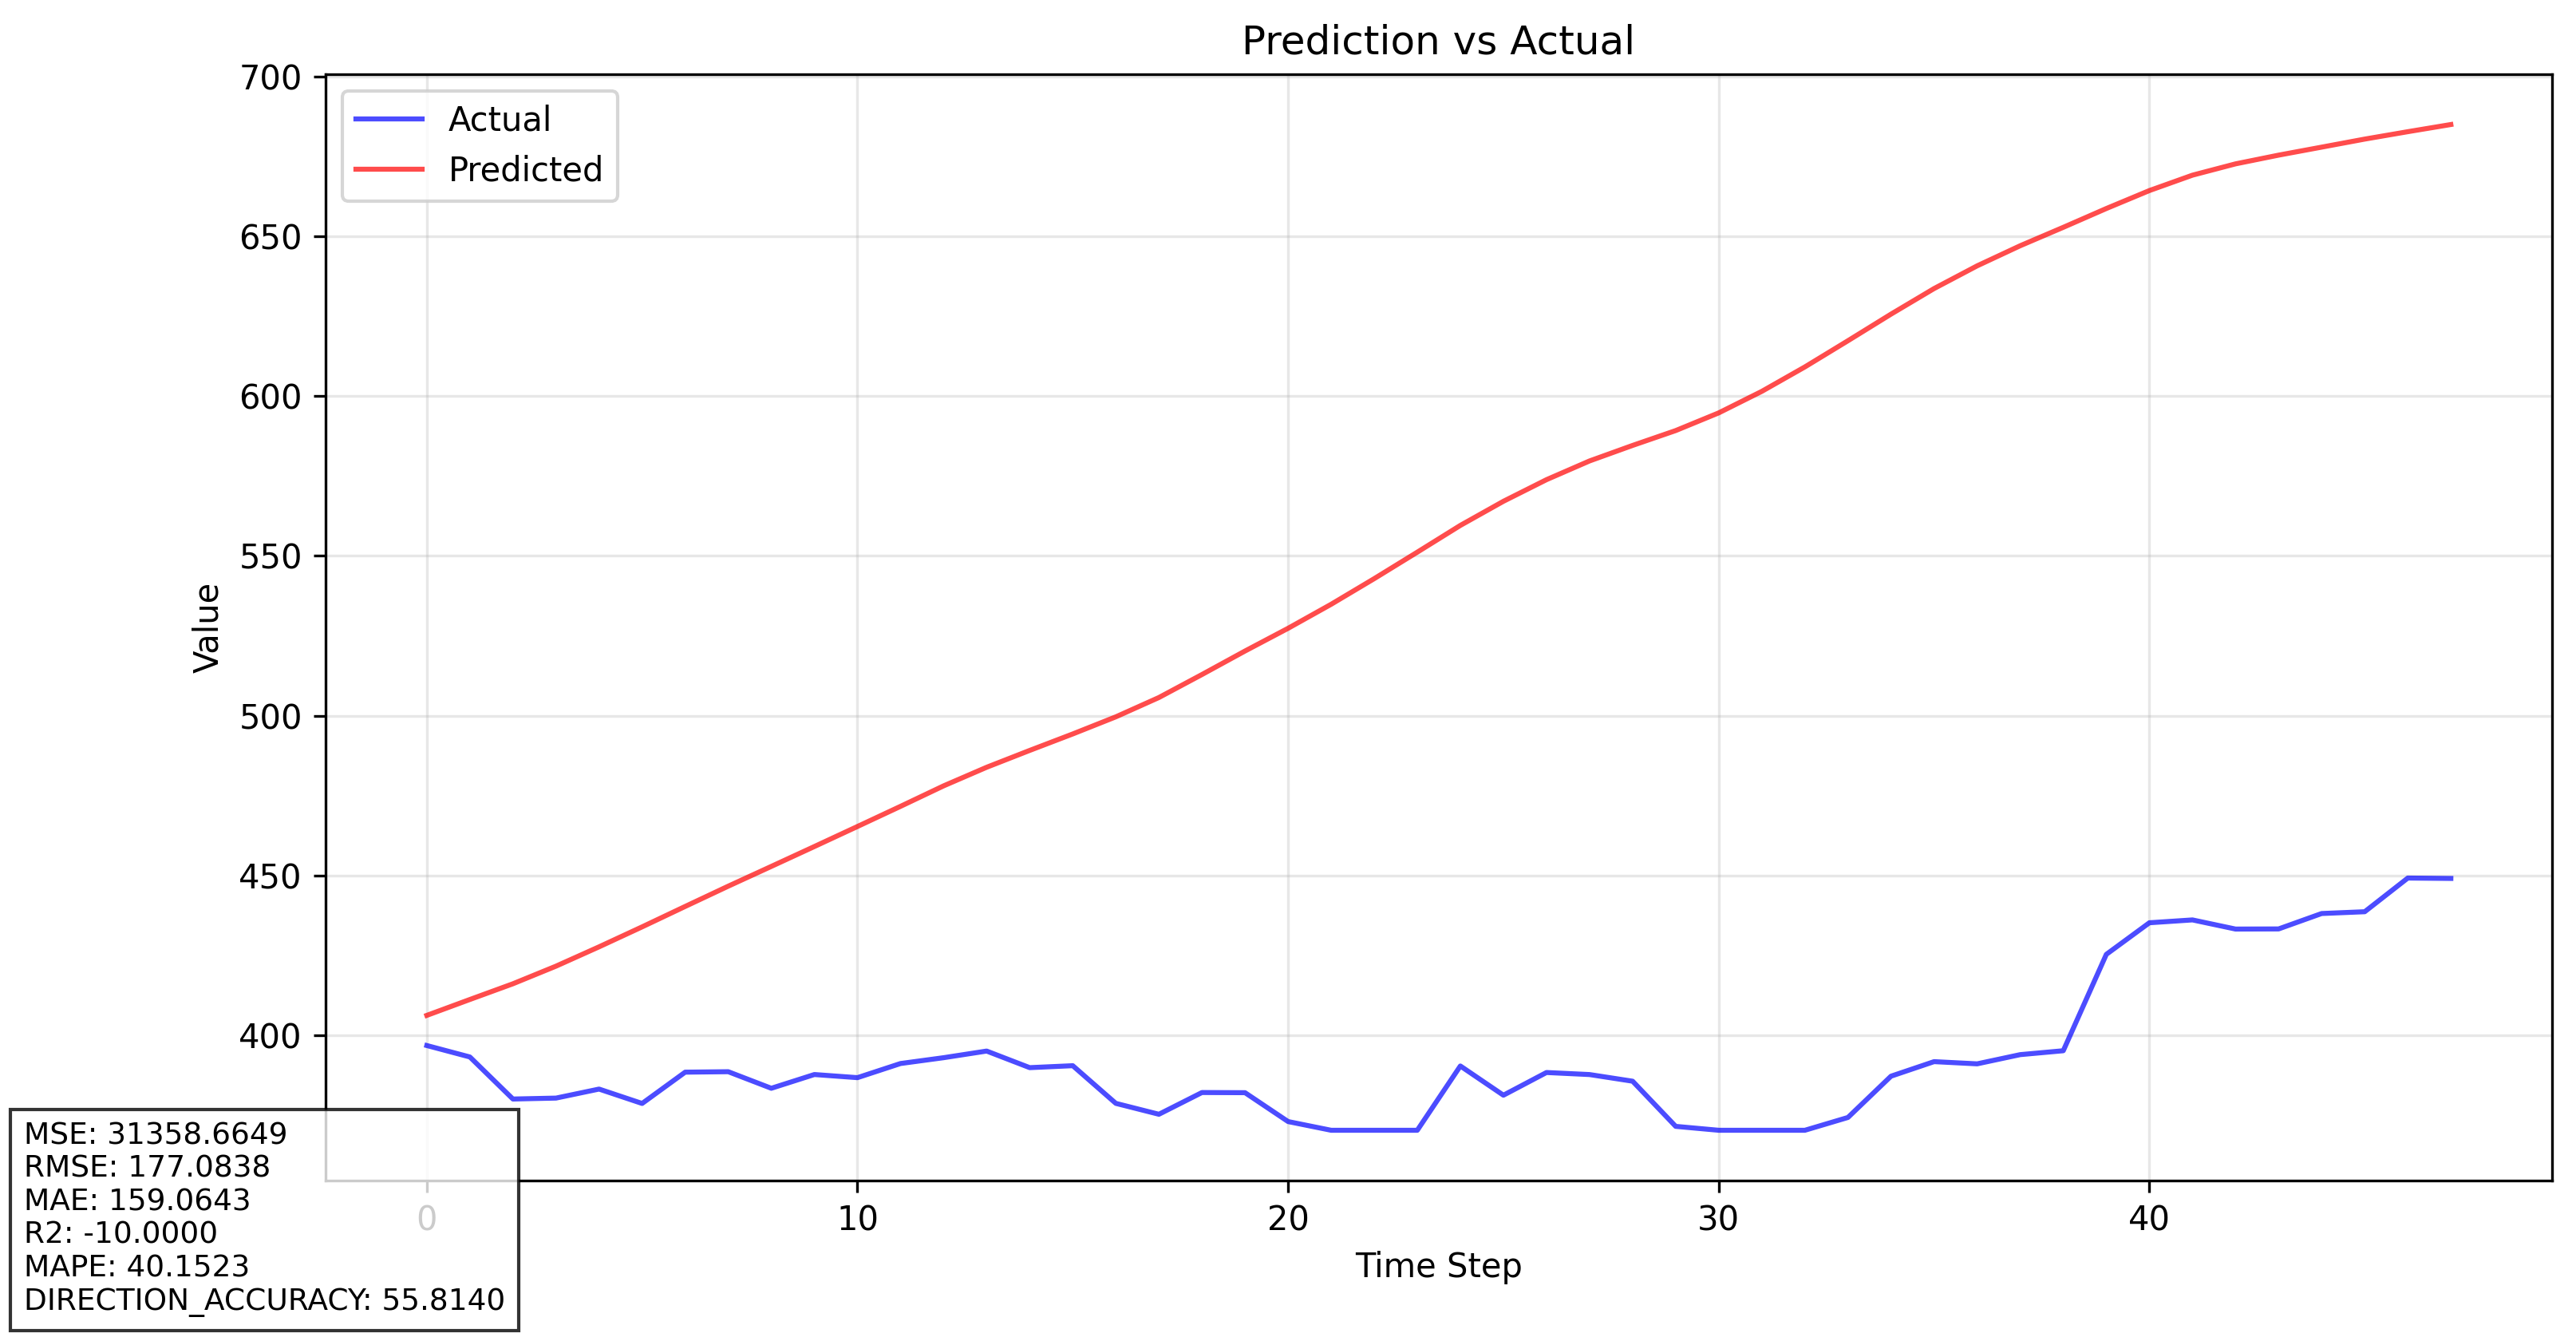 Prediction vs Actual
700
650
600
550
500
450
400
Value
Actual
Predicted
0
10
20
30
40
Time Step
MSE: 31358.6649
RMSE: 177.0838
MAE: 159.0643
R2: -10.0000
MAPE: 40.1523
DIRECTION_ACCURACY: 55.8140